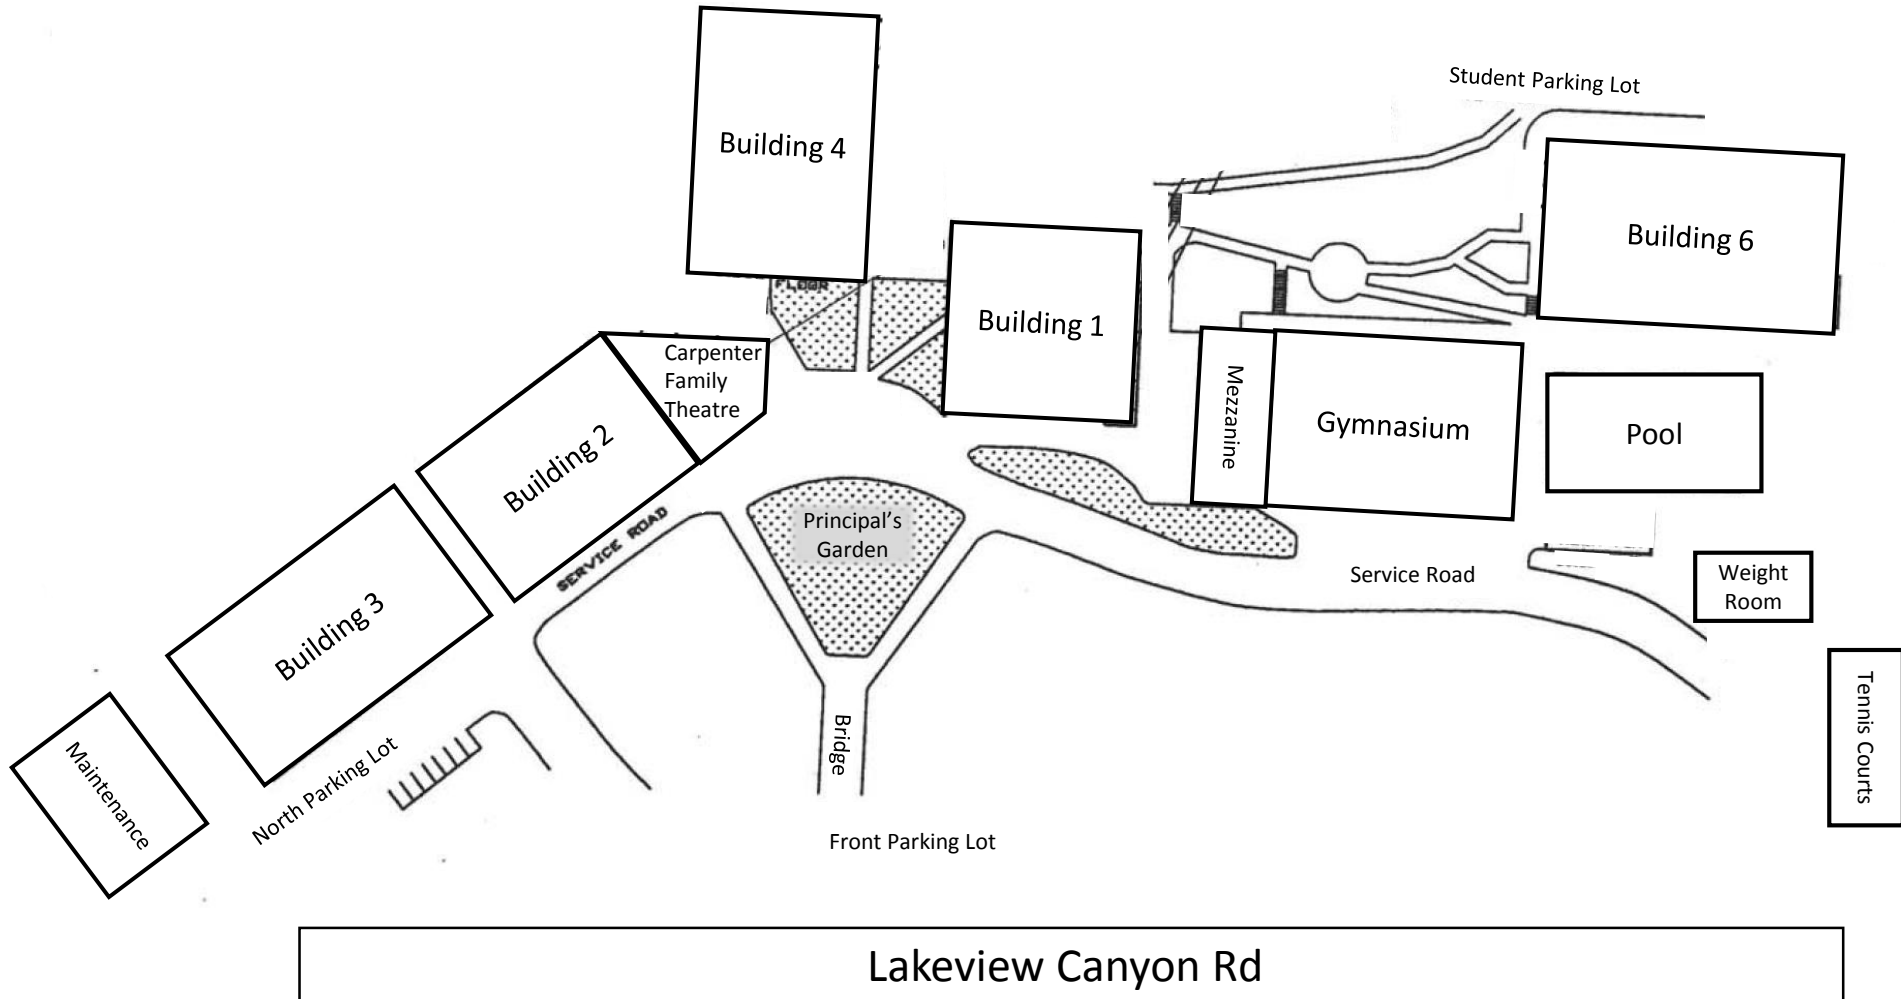 Student Parking Lot
Building 4
Building 6
FLOOR
Building 1
Carpenter
Family
Theatre
Mezzanine
Gymnasium
Pool
Building 2
SERVICE ROAD
Principal's
Garden
Service Road
Weight
Room
Building 3
Tennis Courts
Bridge
Maintenance
North Parking Lot
Front Parking Lot
Lakeview Canyon Rd